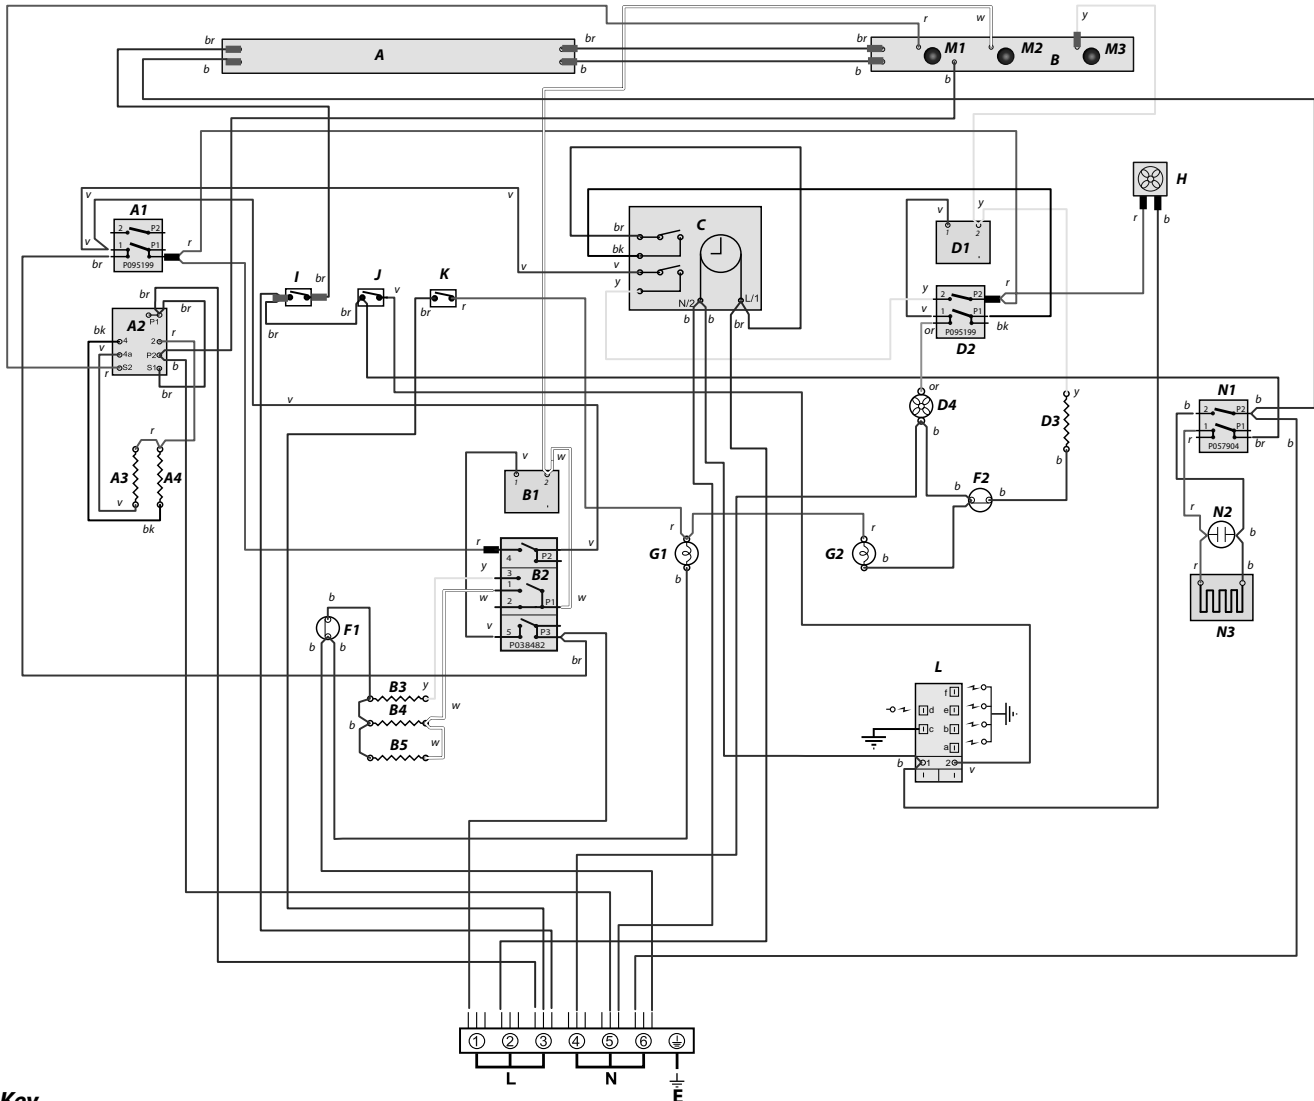 r w y
br A br br M1 M2 M3
b b b b B
v v
A1 H
2 P2 C v y
v 1 P1 r br r b
br P095199 bk 1 2 D1
v v
I br J K y y 2 P2 r
br br v br r N/2 L/1 v 1 P1 bk
bk A2 P1 r b b br or P095199
4 2 D2
v 4a P2 b
r S2 S1 br
v or y
D4 D3 N1
b b 2 P2 b
r v w r 1 P1 br b
A3 A4 1 2 F2 P057904
v B1 b b b
bk r r r N2 b
r 4 P2 v G1 G2 b
y 3 B2 b r b
w 1 N3
2 P1 w
b v 5 P3
F1 P038482
b b br
L
B3 y f
B4 w d e
b c b
B5 w a
b 1 2 v
1 2 3 4 5 6
L N E
Key